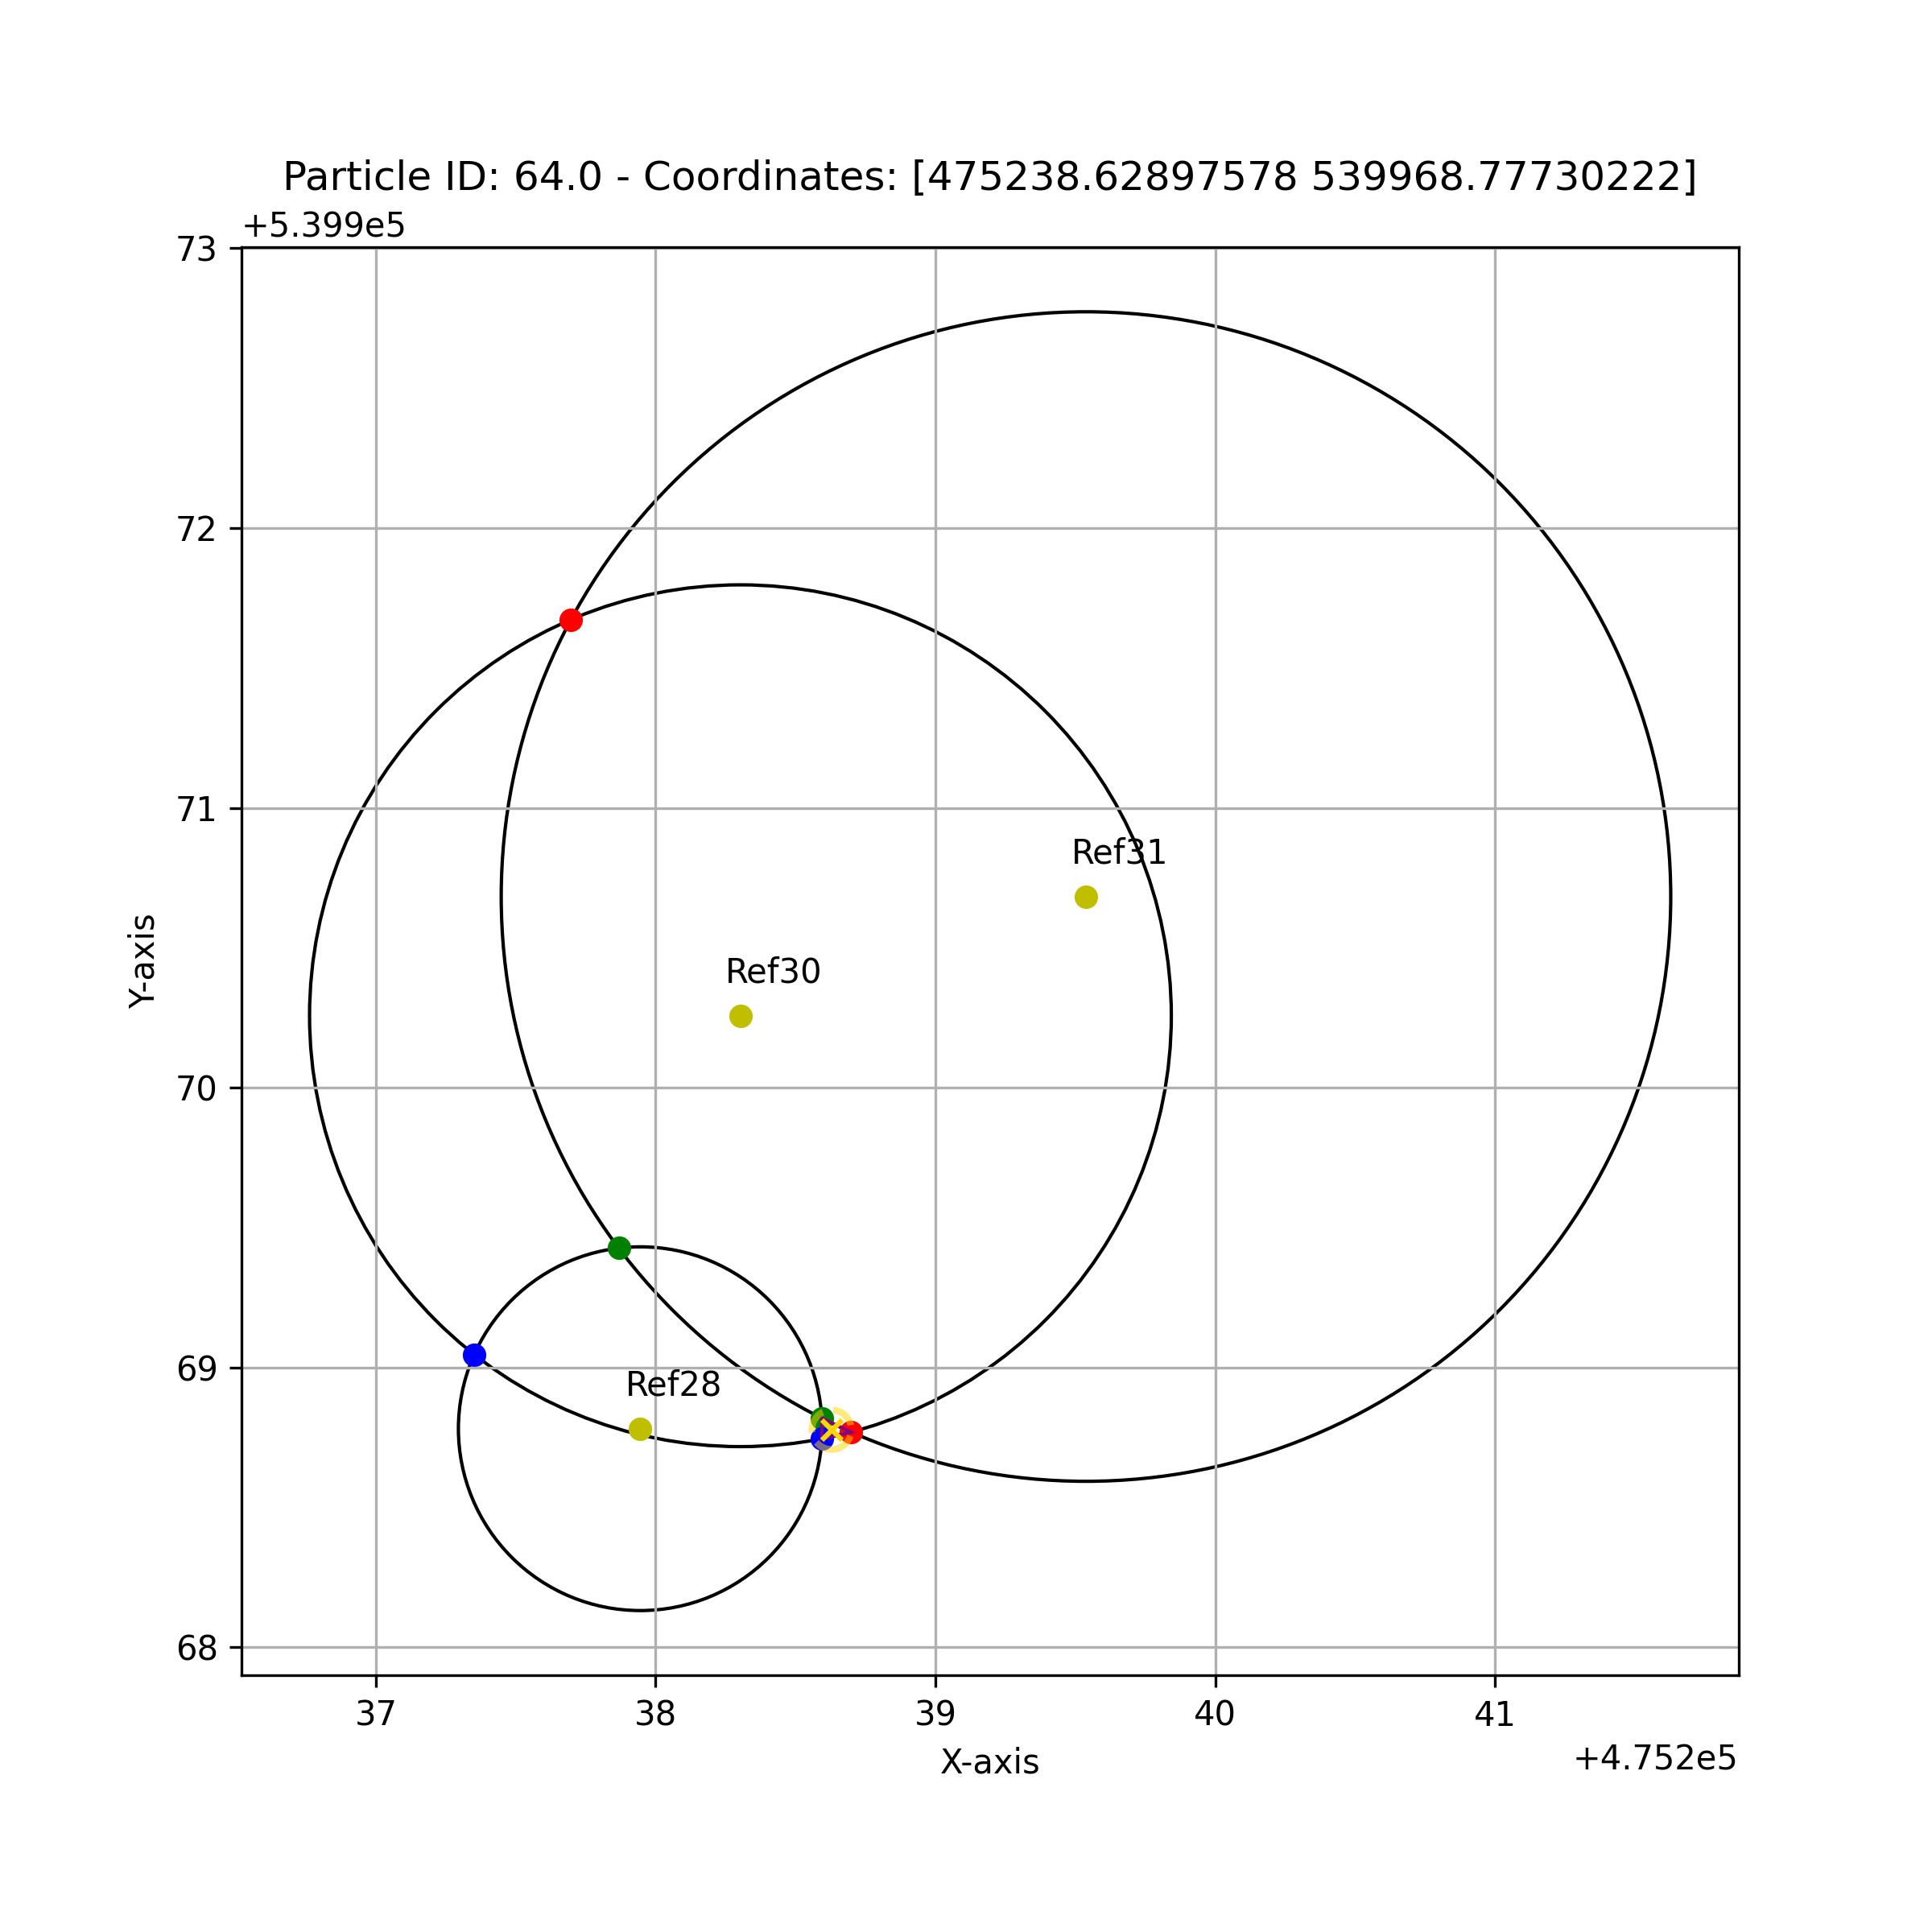 Particle ID: 64.0 - Coordinates: [475238.62897578 539968.77730222]
+5.399e5
73
72
71
70
69
68
Y-axis
Ref31
Ref30
Ref28
37 38 39 40 41
X-axis
+4.752e5